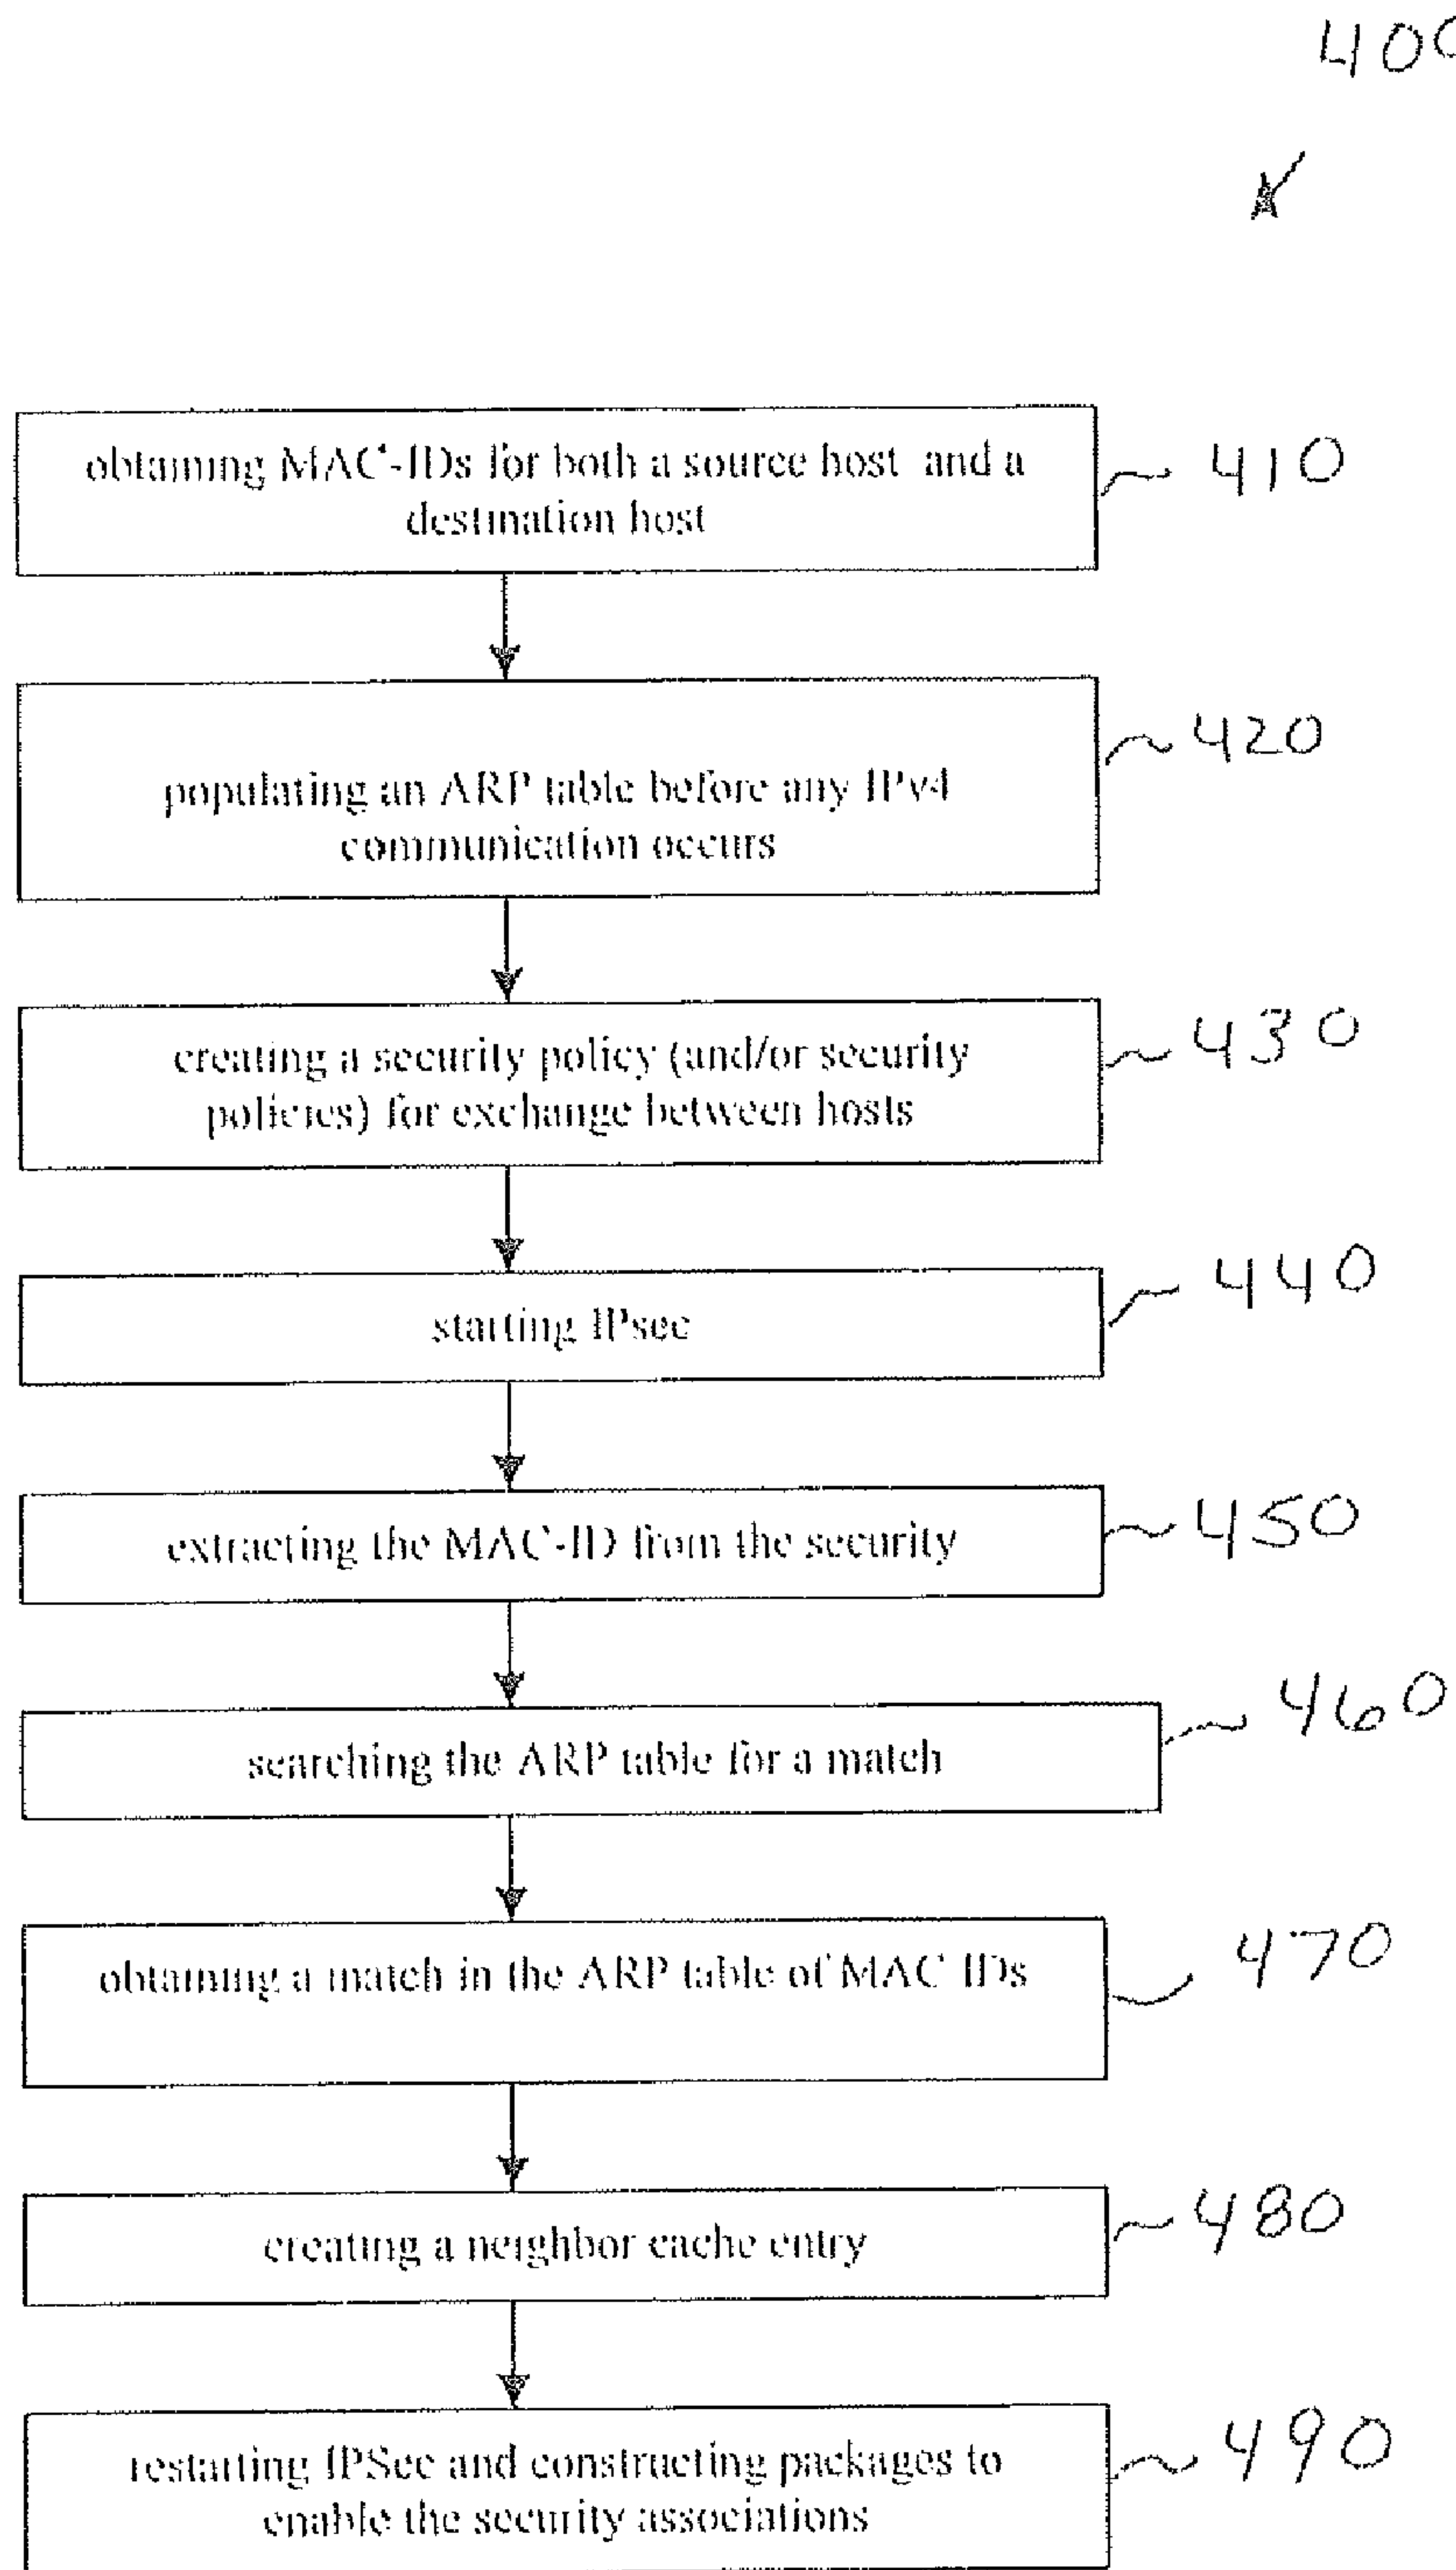 400
obtaining MAC-IDs for both a source host and a
destination host
410
populating an ARP table before any IPv4
communication occurs
420
creating a security policy (and/or security
policies) for exchange between hosts
430
starting IPsec
440
extracting the MAC-ID from the security
450
searching the ARP table for a match
460
obtaining a match in the ARP table of MAC IDs
470
creating a neighbor cache entry
480
restarting IPSec and constructing packages to
enable the security associations
490